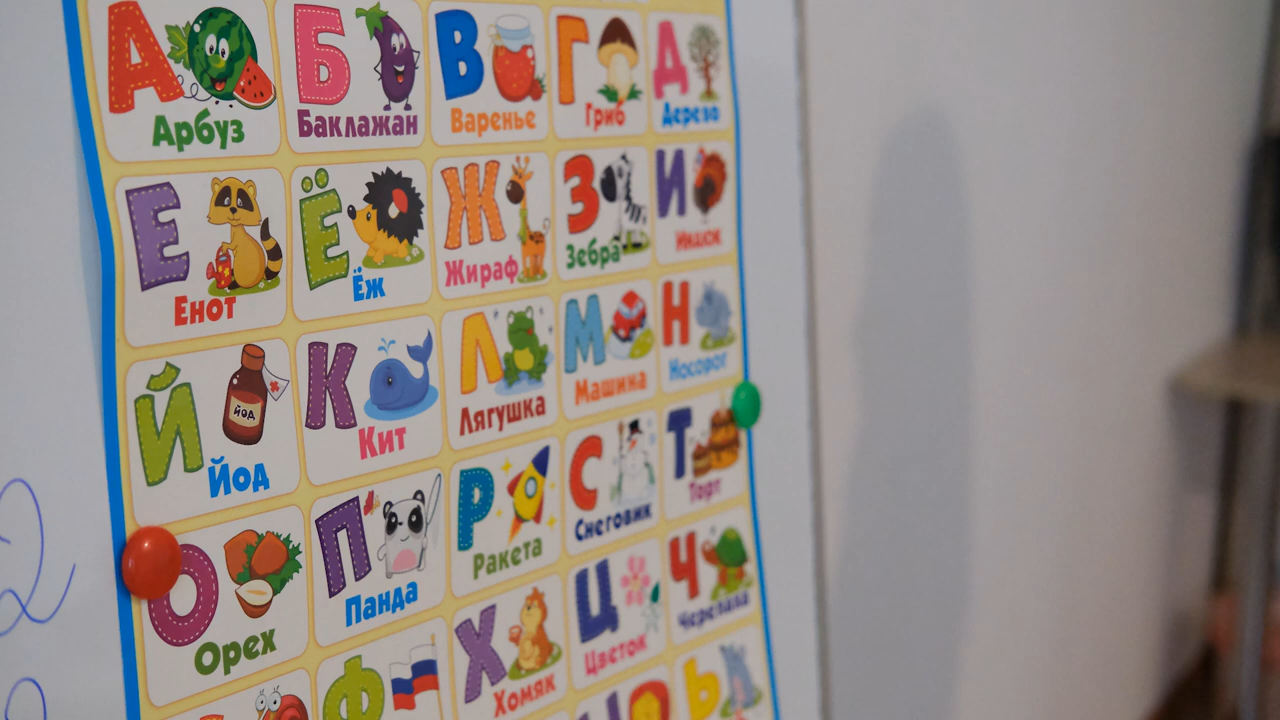 А Б В Г Д
Арбуз Баклажан Варенье Гриб Дерево
Е Ё Ж З И
Енот Ёж Жираф Зебра Индюк
Й К Л М Н
йод
Йод Кит Лягушка Машина Носорог
О П Р С Т
Орех Панда Ракета Снеговик Торт
Ф Х Ц Ч
Хомяк Цветок Черепаха
Ь
2